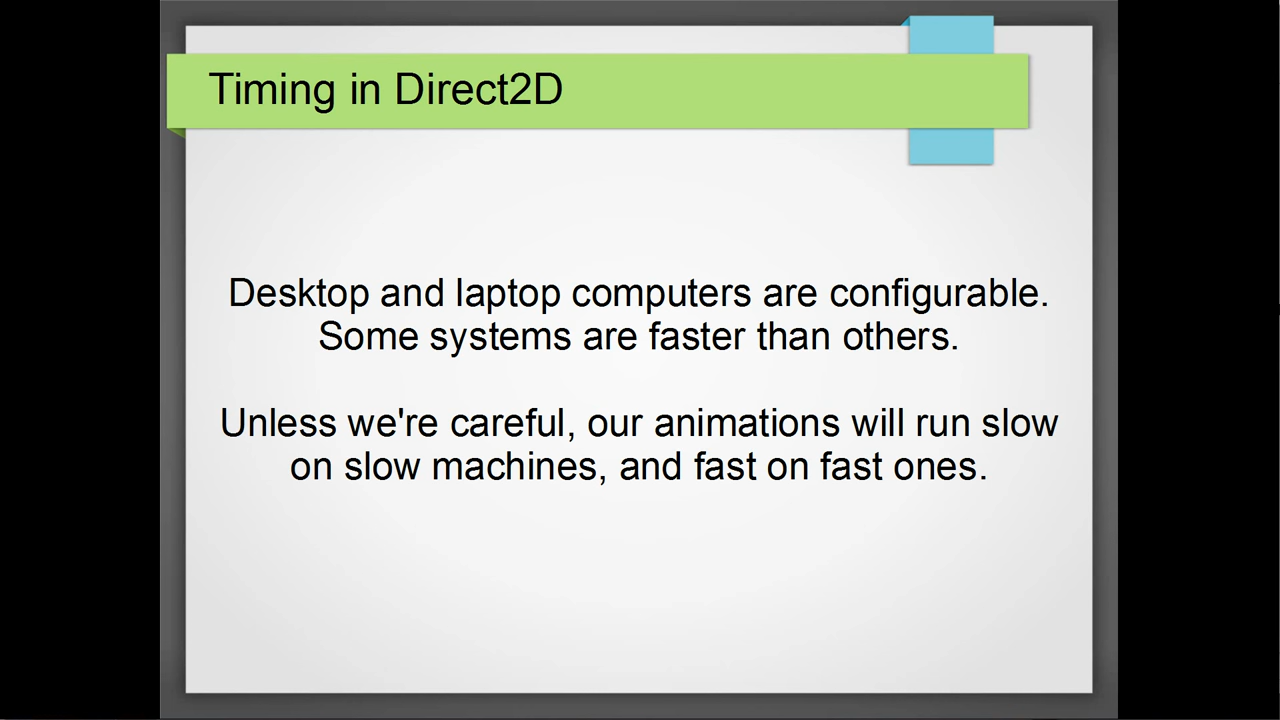 Timing in Direct2D
Desktop and laptop computers are configurable.
Some systems are faster than others.
Unless we're careful, our animations will run slow
on slow machines, and fast on fast ones.